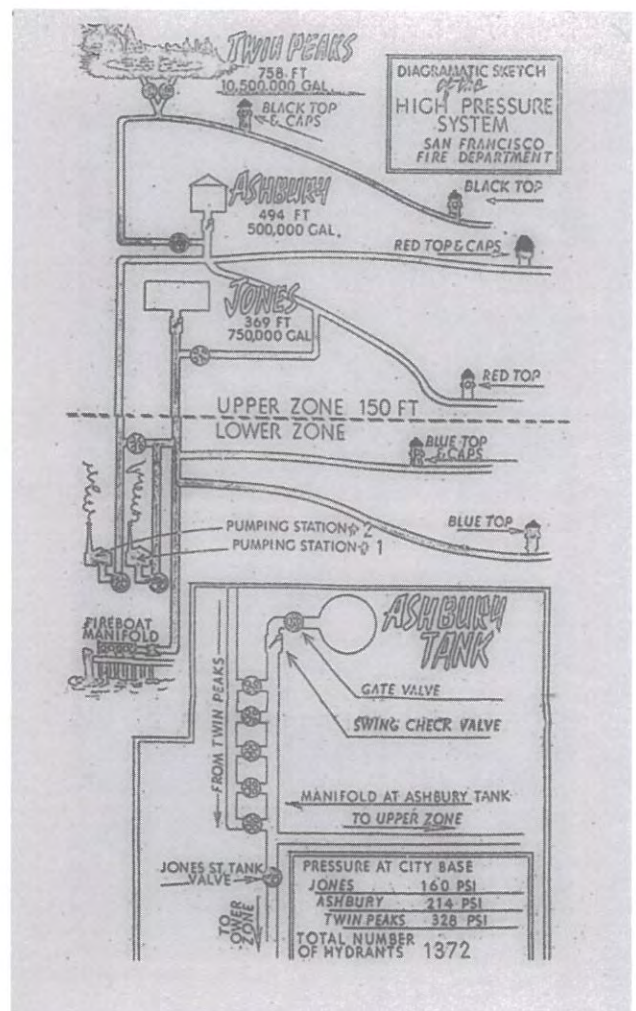 TWIN PEAKS
758 FT
10,500,000 GAL.
BLACK TOP
& CAPS
DIAGRAMATIC SKETCH
of the
HIGH PRESSURE
SYSTEM
SAN FRANCISCO
FIRE DEPARTMENT
BLACK TOP
ASHBURY
494 FT
500,000 GAL.
RED TOP & CAPS
JONES
369 FT
750,000 GAL
RED TOP
UPPER ZONE 150 FT
LOWER ZONE
BLUE TOP
& CAPS
BLUE TOP
PUMPING STATION☆ 2
PUMPING STATION☆ 1
FIREBOAT
MANIFOLD
ASHBURY
TANK
GATE VALVE
SWING CHECK VALVE
FROM TWIN PEAKS
MANIFOLD AT ASHBURY TANK
TO UPPER ZONE
JONES ST. TANK
VALVE
TO
LOWER
ZONE
PRESSURE AT CITY BASE
JONES 160 PSI
ASHBURY 214 PSI
TWIN PEAKS 328 PSI
TOTAL NUMBER
OF HYDRANTS 1372